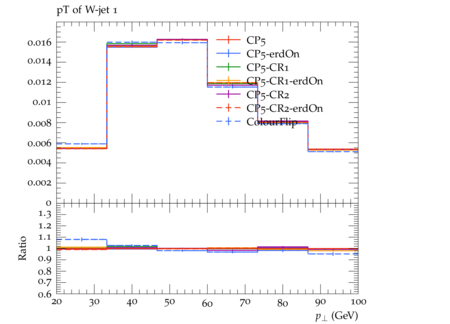 pT of W-jet 1
0.016
0.014
0.012
0.01
0.008
0.006
0.004
0.002
0
CP5
CP5-erdOn
CP5-CR1
CP5-CR1-erdOn
CP5-CR2
CP5-CR2-erdOn
ColourFlip
1.3
1.2
1.1
1
0.9
0.8
0.7
0.6
Ratio
20 30 40 50 60 70 80 90 100
p⊥ (GeV)